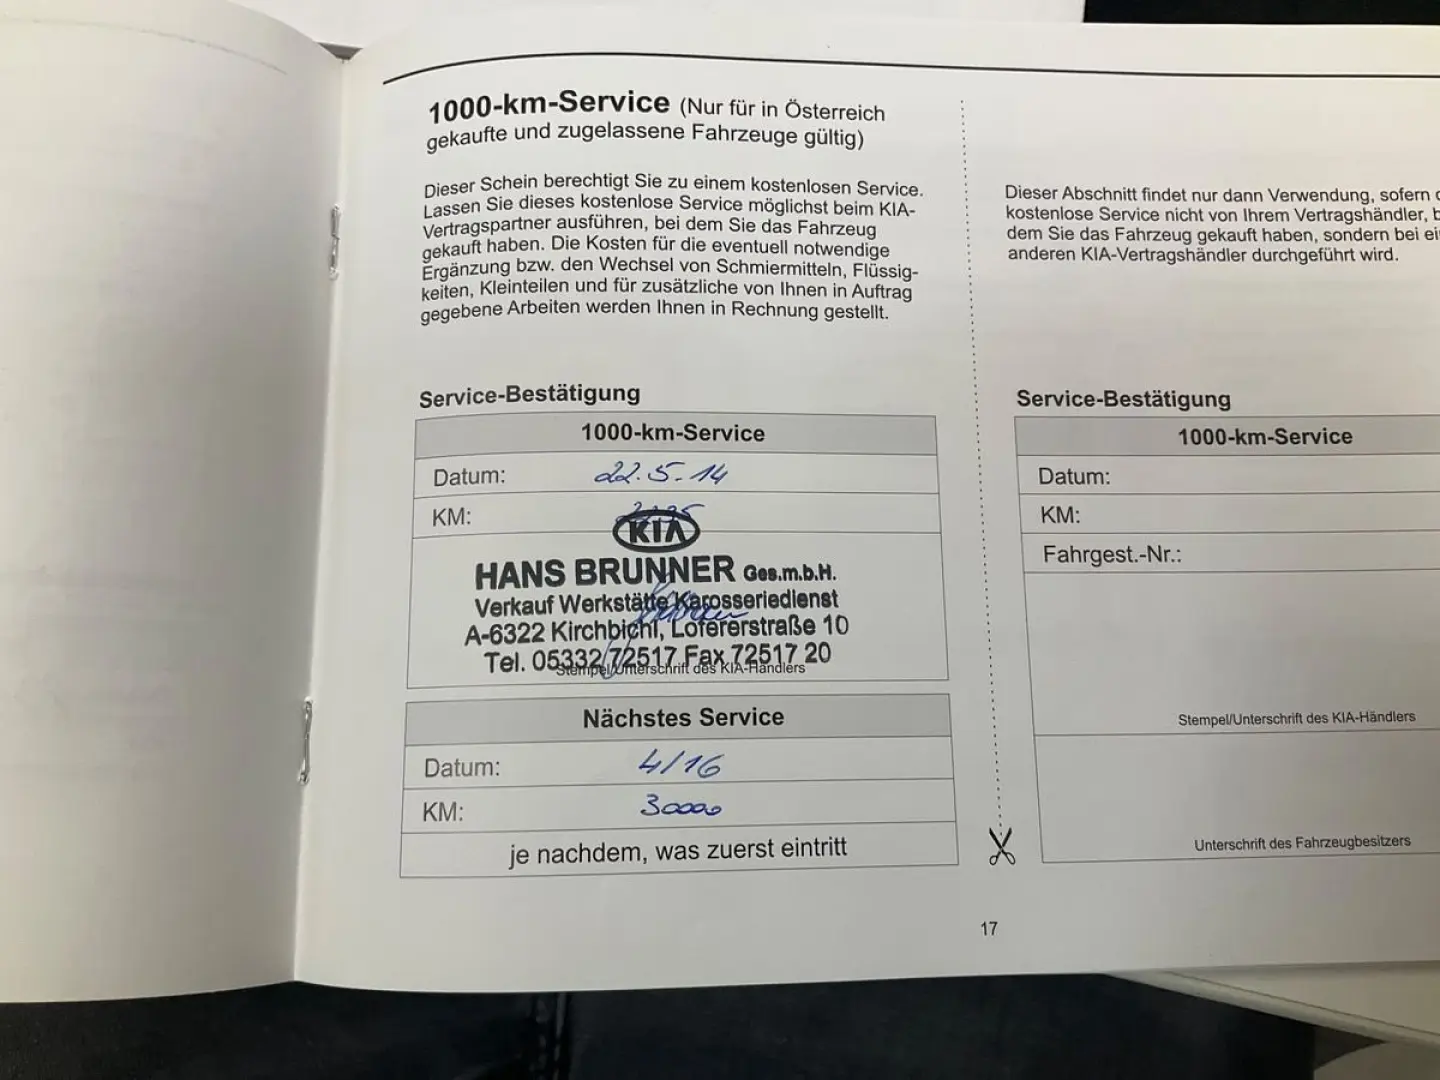 1000-km-Service (Nur für in Österreich
gekaufte und zugelassene Fahrzeuge gültig)
Dieser Schein berechtigt Sie zu einem kostenlosen Service.
Lassen Sie dieses kostenlose Service möglichst beim KIA-
Vertragspartner ausführen, bei dem Sie das Fahrzeug
gekauft haben. Die Kosten für die eventuell notwendige
Ergänzung bzw. den Wechsel von Schmiermitteln, Flüssig-
keiten, Kleinteilen und für zusätzliche von Ihnen in Auftrag
gegebene Arbeiten werden Ihnen in Rechnung gestellt.
Service-Bestätigung
1000-km-Service
Datum: 22.5.14
KM:
KIA
HANS BRUNNER Ges.m.b.H.
Verkauf Werkstätte Karosseriedienst
A-6322 Kirchbichl, Lofererstraße 10
Tel. 05332/72517 Fax 72517 20
Stempel/Unterschrift des KIA-Händlers
Nächstes Service
Datum: 4/16
KM: 30000
je nachdem, was zuerst eintritt
Dieser Abschnitt findet nur dann Verwendung, sofern
kostenlose Service nicht von Ihrem Vertragshändler,
dem Sie das Fahrzeug gekauft haben, sondern bei
anderen KIA-Vertragshändler durchgeführt wird.
Service-Bestätigung
1000-km-Service
Datum:
KM:
Fahrgest.-Nr.:
Stempel/Unterschrift des KIA-Händlers
Unterschrift des Fahrzeugbesitzers
17